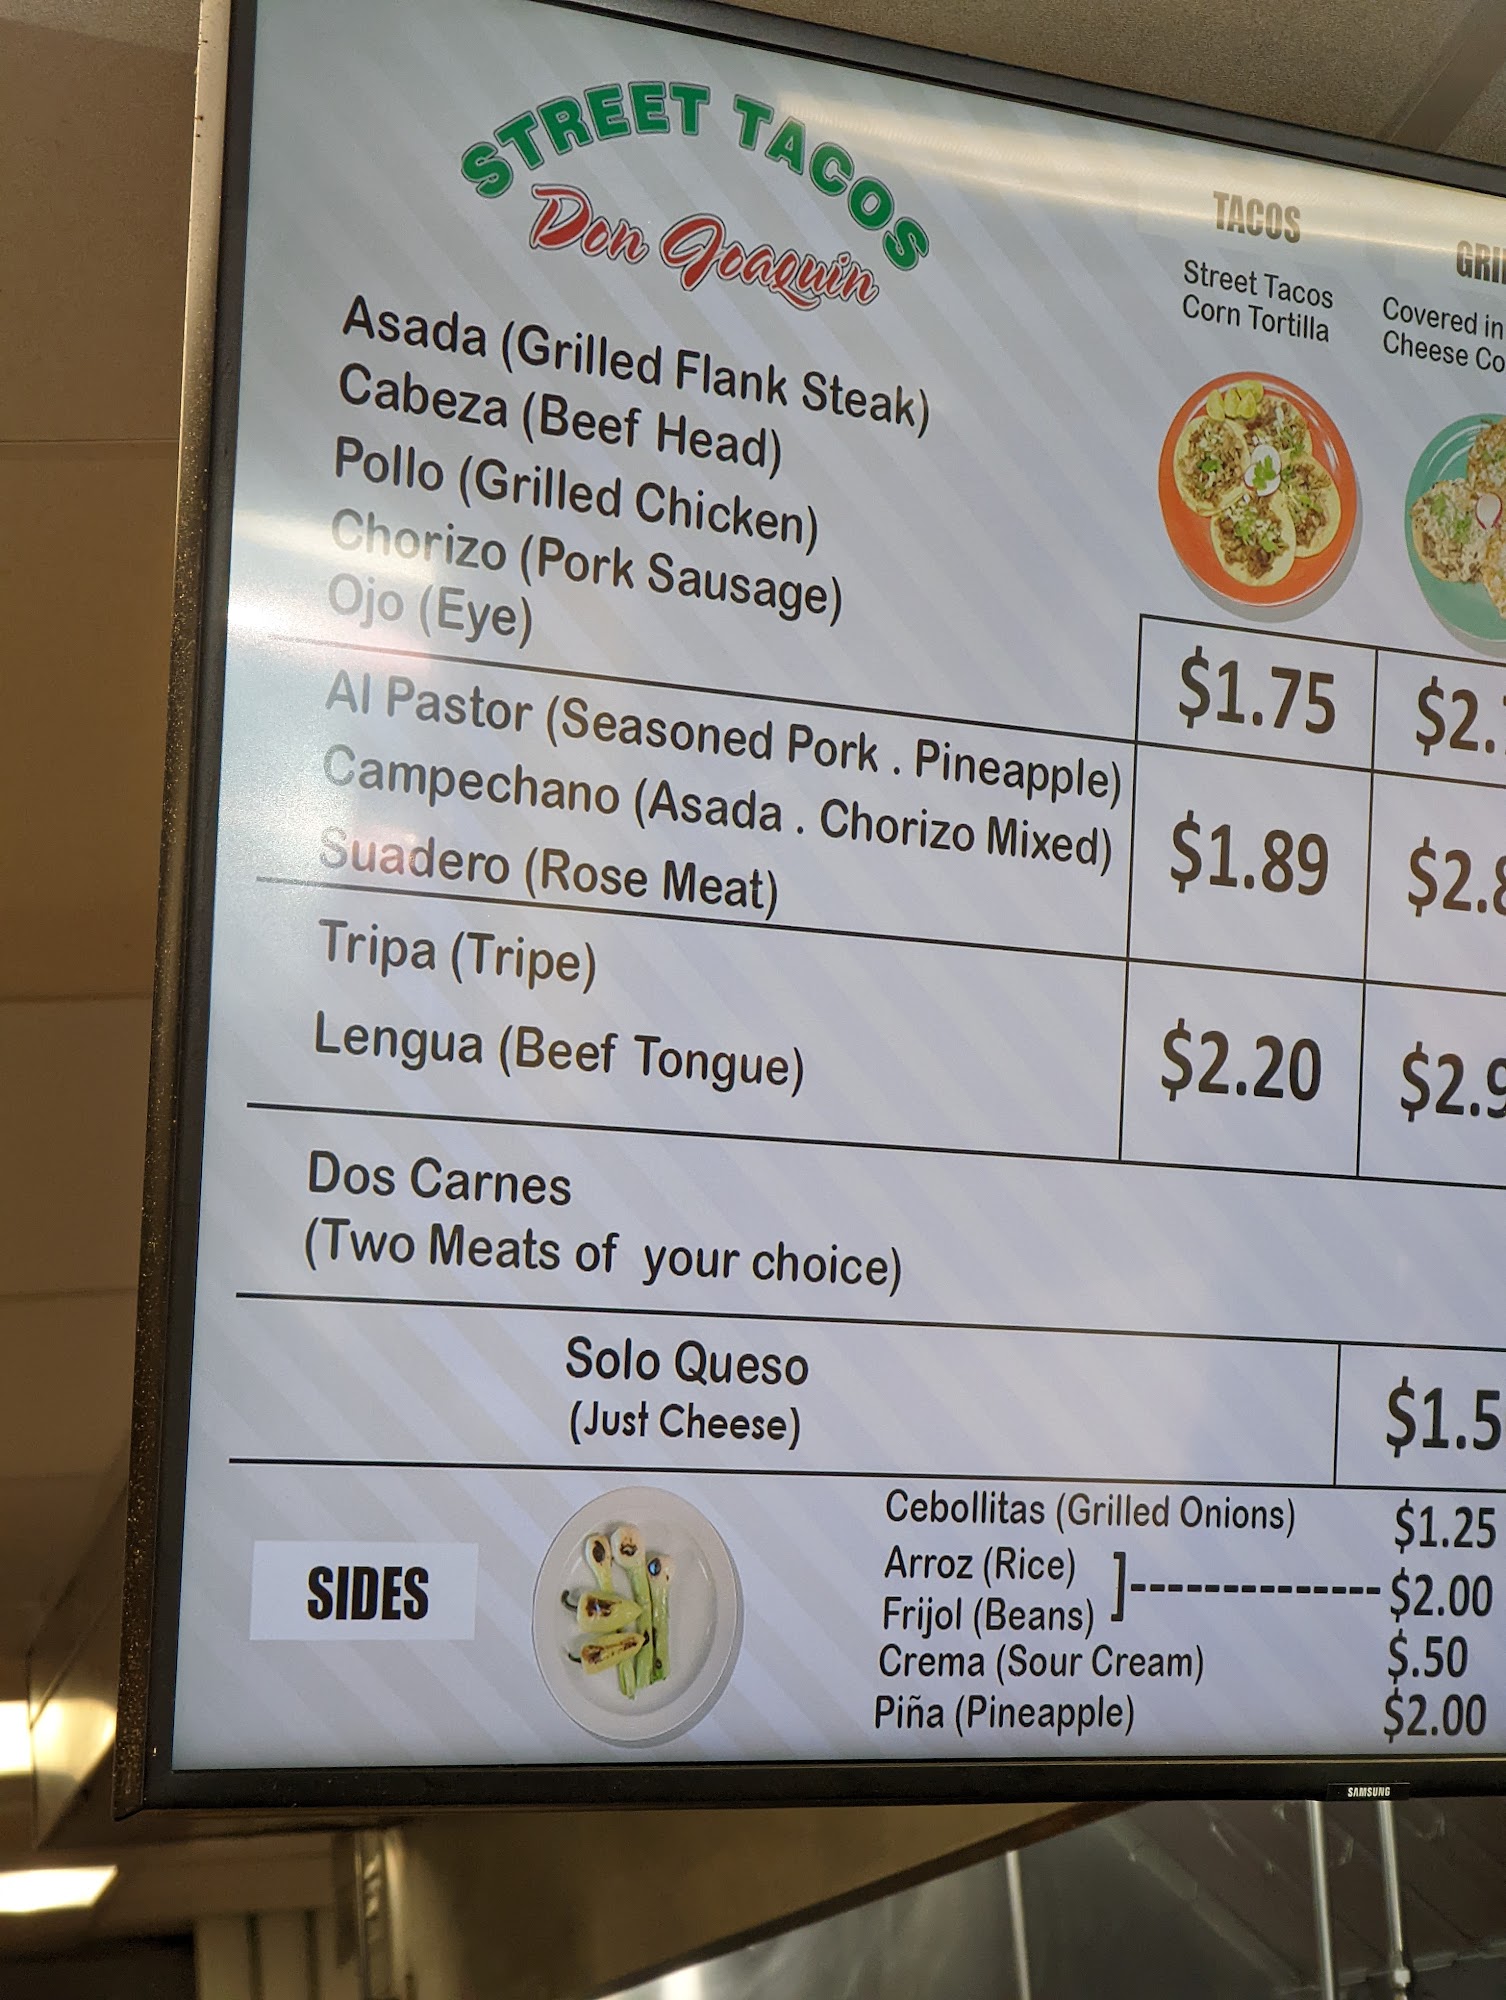 STREET TACOS
Don Joaquin
TACOS
Street Tacos
Corn Tortilla
Covered in
Cheese
Asada (Grilled Flank Steak)
Cabeza (Beef Head)
Pollo (Grilled Chicken)
Chorizo (Pork Sausage)
Ojo (Eye)
$1.75
Al Pastor (Seasoned Pork . Pineapple)
Campechano (Asada . Chorizo Mixed)
Suadero (Rose Meat)
$1.89
Tripa (Tripe)
Lengua (Beef Tongue)
$2.20
Dos Carnes
(Two Meats of your choice)
Solo Queso
(Just Cheese)
SIDES
Cebollitas (Grilled Onions) $1.25
Arroz (Rice)
Frijol (Beans)
]--------------- $2.00
Crema (Sour Cream) $.50
Piña (Pineapple) $2.00
SAMSUNG